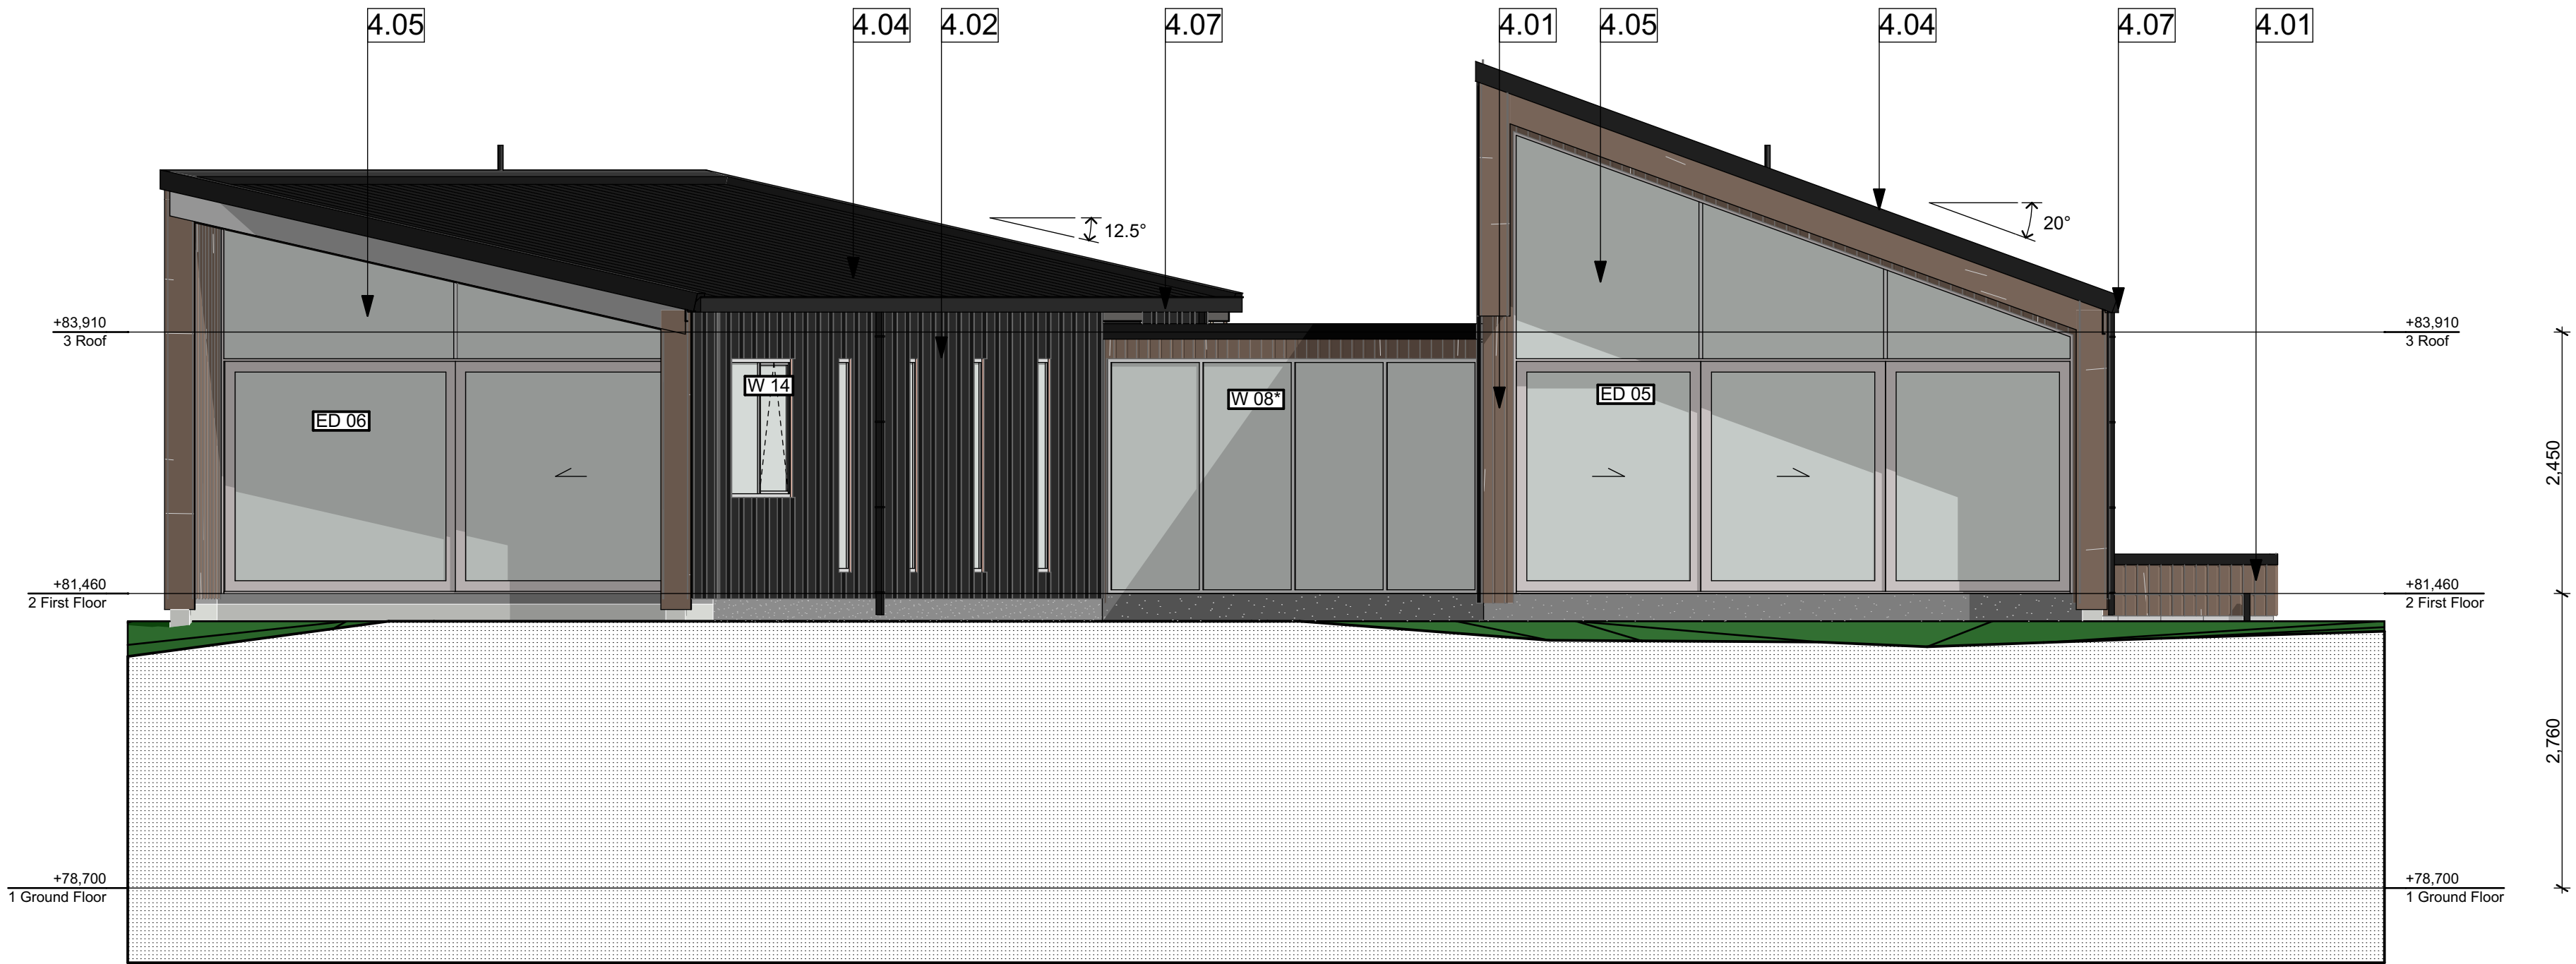 4.05
4.04
4.02
4.07
4.01
4.05
4.04
4.07
4.01
12.5°
20°
+83,910
3 Roof
+83,910
3 Roof
W 14
ED 06
W 08*
ED 05
2,450
+81,460
2 First Floor
+81,460
2 First Floor
2,760
+78,700
1 Ground Floor
+78,700
1 Ground Floor